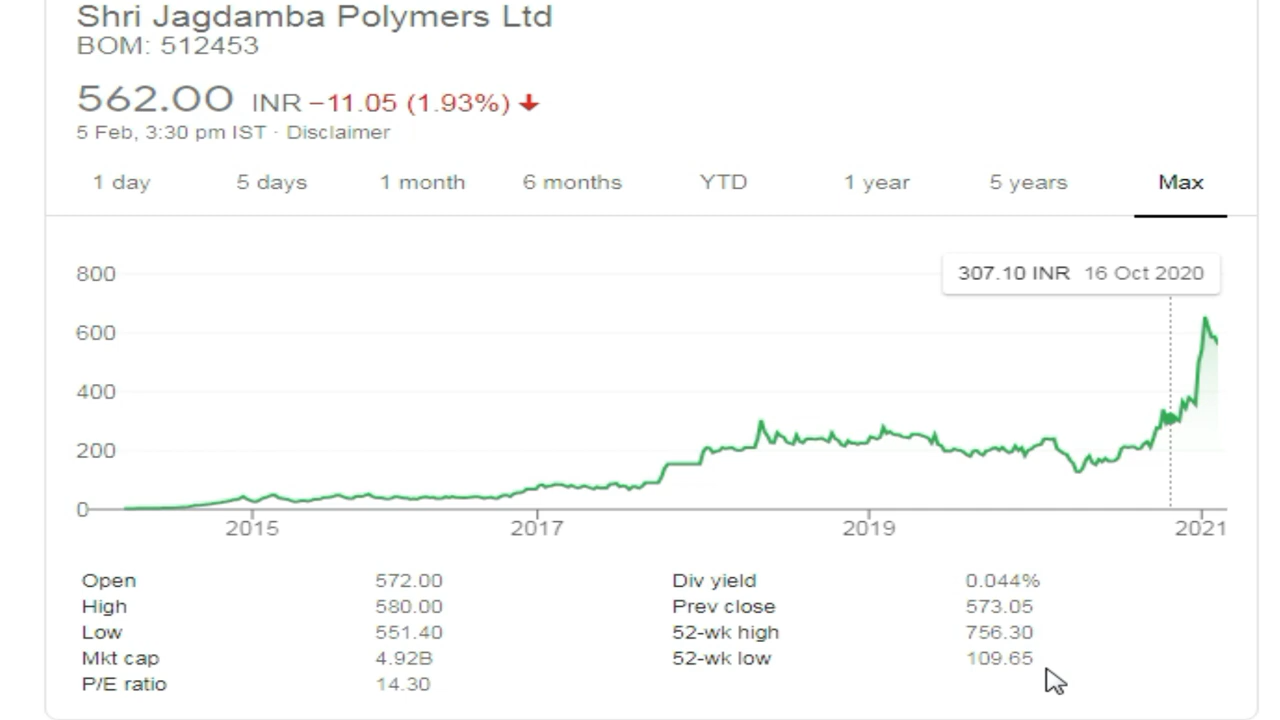 Shri Jagdamba Polymers Ltd
BOM: 512453
562.00 INR −11.05 (1.93%) ↓
5 Feb, 3:30 pm IST · Disclaimer
1 day 5 days 1 month 6 months YTD 1 year 5 years Max
307.10 INR 16 Oct 2020
800
600
400
200
0
2015 2017 2019 2021
Open 572.00 Div yield 0.044%
High 580.00 Prev close 573.05
Low 551.40 52-wk high 756.30
Mkt cap 4.92B 52-wk low 109.65
P/E ratio 14.30